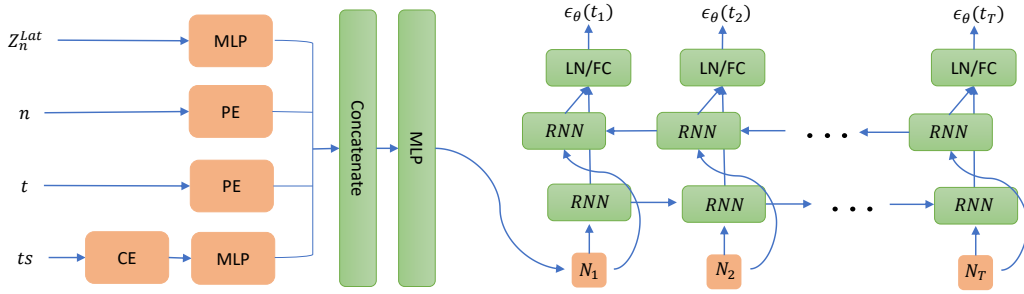 Z_n^{Lat}
MLP
n
PE
t
PE
ts
CE
MLP
Concatenate
MLP
ϵ_θ(t_1)
ϵ_θ(t_2)
ϵ_θ(t_T)
LN/FC
LN/FC
LN/FC
RNN
RNN
. . .
RNN
RNN
RNN
. . .
RNN
N_1
N_2
N_T